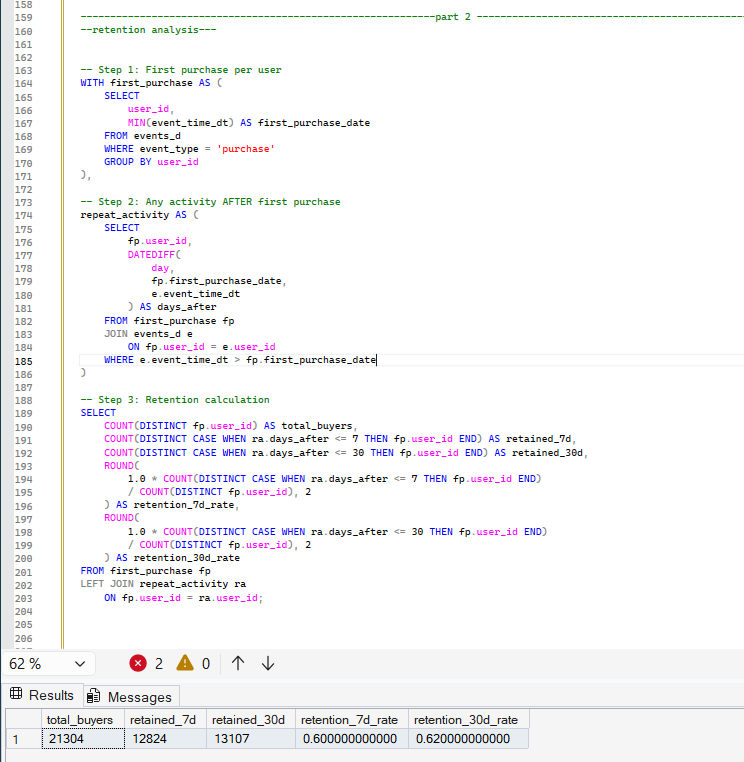 158
159 -----------------------------------------------------------part 2 --------------------------------------------
160 --retention analysis---
161
162
163 -- Step 1: First purchase per user
164 WITH first_purchase AS (
165 SELECT
166 user_id,
167 MIN(event_time_dt) AS first_purchase_date
168 FROM events_d
169 WHERE event_type = 'purchase'
170 GROUP BY user_id
171 ),
172
173 -- Step 2: Any activity AFTER first purchase
174 repeat_activity AS (
175 SELECT
176 fp.user_id,
177 DATEDIFF(
178 day,
179 fp.first_purchase_date,
180 e.event_time_dt
181 ) AS days_after
182 FROM first_purchase fp
183 JOIN events_d e
184 ON fp.user_id = e.user_id
185 WHERE e.event_time_dt > fp.first_purchase_date
186 )
187
188 -- Step 3: Retention calculation
189 SELECT
190 COUNT(DISTINCT fp.user_id) AS total_buyers,
191 COUNT(DISTINCT CASE WHEN ra.days_after <= 7 THEN fp.user_id END) AS retained_7d,
192 COUNT(DISTINCT CASE WHEN ra.days_after <= 30 THEN fp.user_id END) AS retained_30d,
193 ROUND(
194 1.0 * COUNT(DISTINCT CASE WHEN ra.days_after <= 7 THEN fp.user_id END)
195 / COUNT(DISTINCT fp.user_id), 2
196 ) AS retention_7d_rate,
197 ROUND(
198 1.0 * COUNT(DISTINCT CASE WHEN ra.days_after <= 30 THEN fp.user_id END)
199 / COUNT(DISTINCT fp.user_id), 2
200 ) AS retention_30d_rate
201 FROM first_purchase fp
202 LEFT JOIN repeat_activity ra
203 ON fp.user_id = ra.user_id;
204
205
206
62 % 2 0
Results Messages
total_buyers retained_7d retained_30d retention_7d_rate retention_30d_rate
1 21304 12824 13107 0.600000000000 0.620000000000